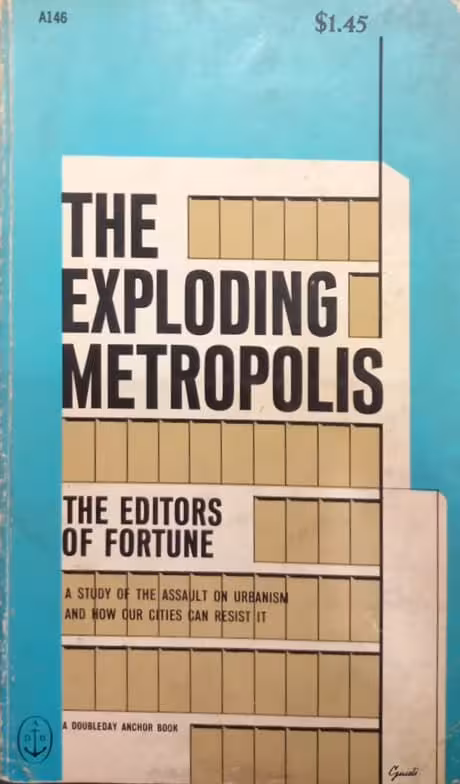 A146
$1.45
THE
EXPLODING
METROPOLIS
THE EDITORS
OF FORTUNE
A STUDY OF THE ASSAULT ON URBANISM
AND HOW OUR CITIES CAN RESIST IT
A DOUBLEDAY ANCHOR BOOK
A
D B